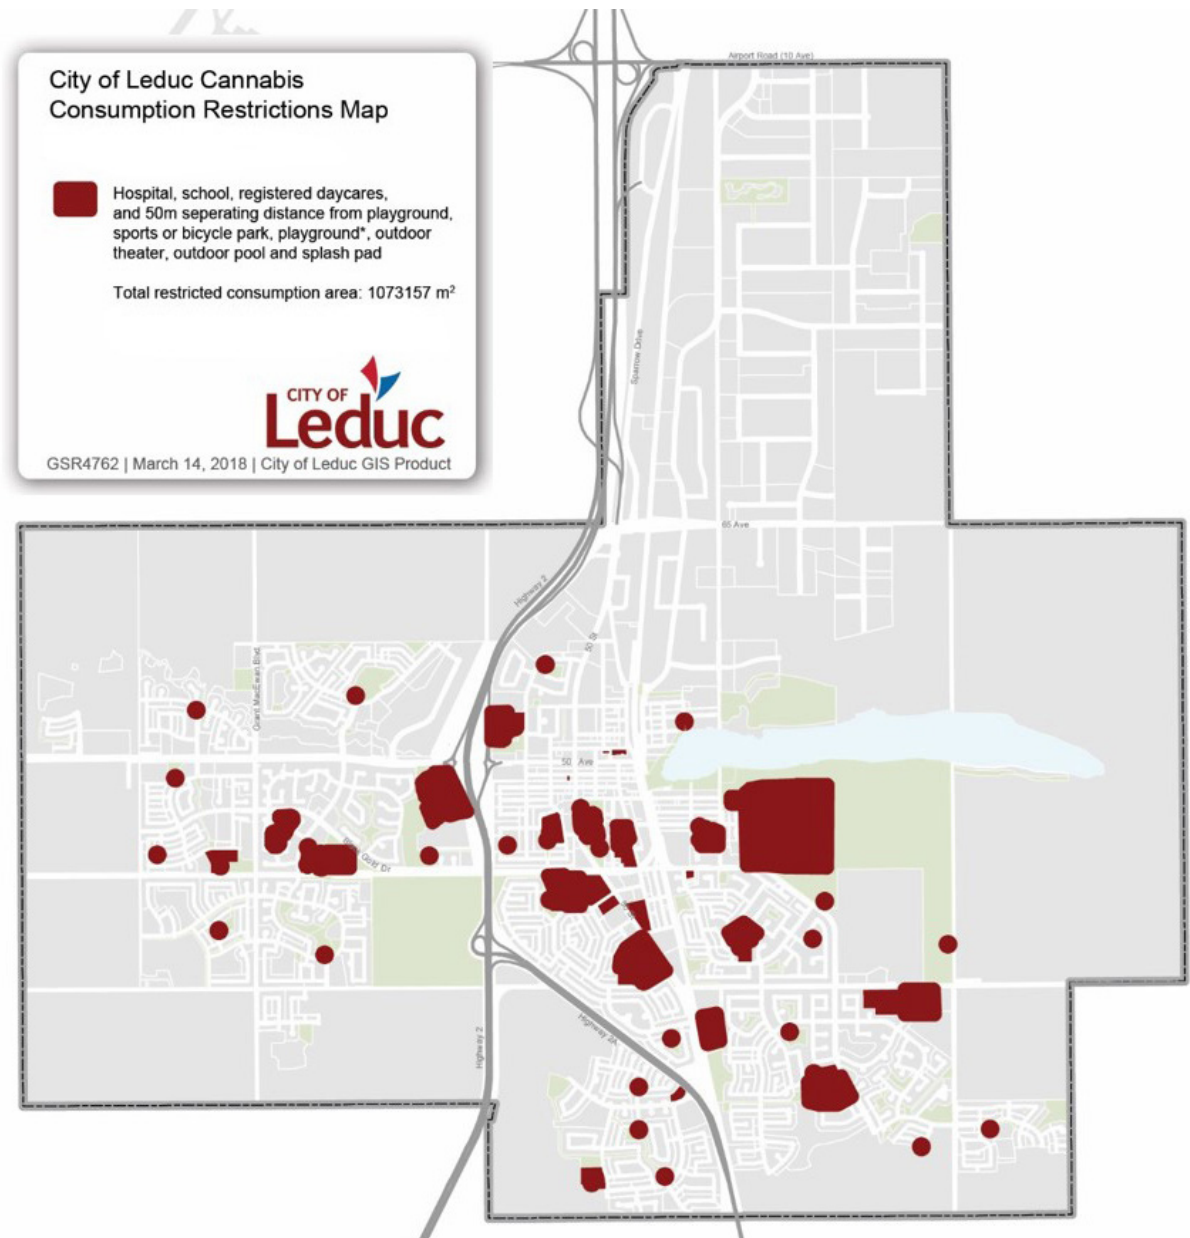 City of Leduc Cannabis
Consumption Restrictions Map
Hospital, school, registered daycares,
and 50m seperating distance from playground,
sports or bicycle park, playground*, outdoor
theater, outdoor pool and splash pad
Total restricted consumption area: 1073157 m²
CITY OF
Leduc
GSR4762 | March 14, 2018 | City of Leduc GIS Product
Airport Road (10 Ave)
Sparrow Drive
65 Ave
Highway 2
50 St
Grant MacEwan Blvd
50 Ave
Gold Dr
Highway 2A
Highway 2